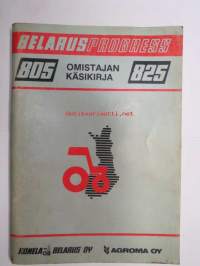 BELARUS PROGRESS
805 OMISTAJAN KÄSIKIRJA 825
KONELA BELARUS OY AGROMA OY